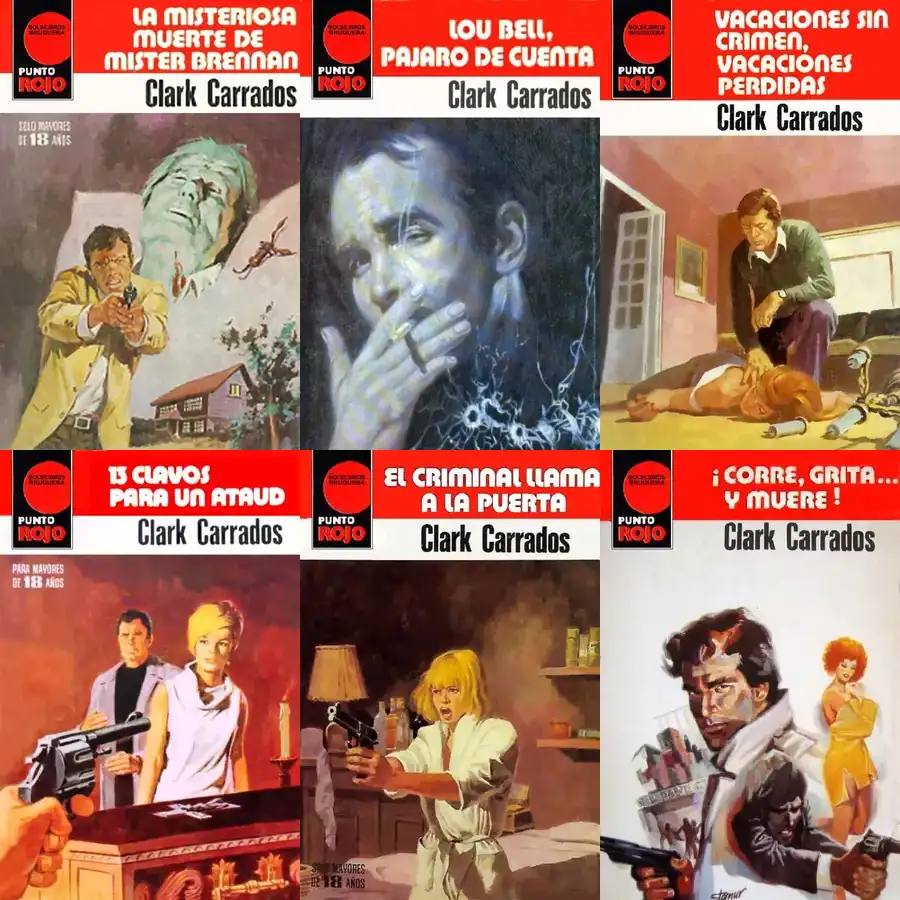 BOLSILIBROS
BRUGUERA
PUNTO
ROJO
LA MISTERIOSA
MUERTE DE
MISTER BRENNAN
Clark Carrados
SOLO MAYORES
DE 18 AÑOS
BOLSILIBROS
BRUGUERA
PUNTO
ROJO
LOU BELL,
PAJARO DE CUENTA
Clark Carrados
BOLSILIBROS
BRUGUERA
PUNTO
ROJO
VACACIONES SIN
CRIMEN,
VACACIONES
PERDIDAS
Clark Carrados
BOLSILIBROS
BRUGUERA
PUNTO
ROJO
13 CLAVOS
PARA UN ATAUD
Clark Carrados
PARA MAYORES
DE 18 AÑOS
BOLSILIBROS
BRUGUERA
PUNTO
ROJO
EL CRIMINAL LLAMA
A LA PUERTA
Clark Carrados
SOLO MAYORES
DE 18 AÑOS
BOLSILIBROS
BRUGUERA
PUNTO
ROJO
¡CORRE, GRITA...
Y MUERE!
Clark Carrados